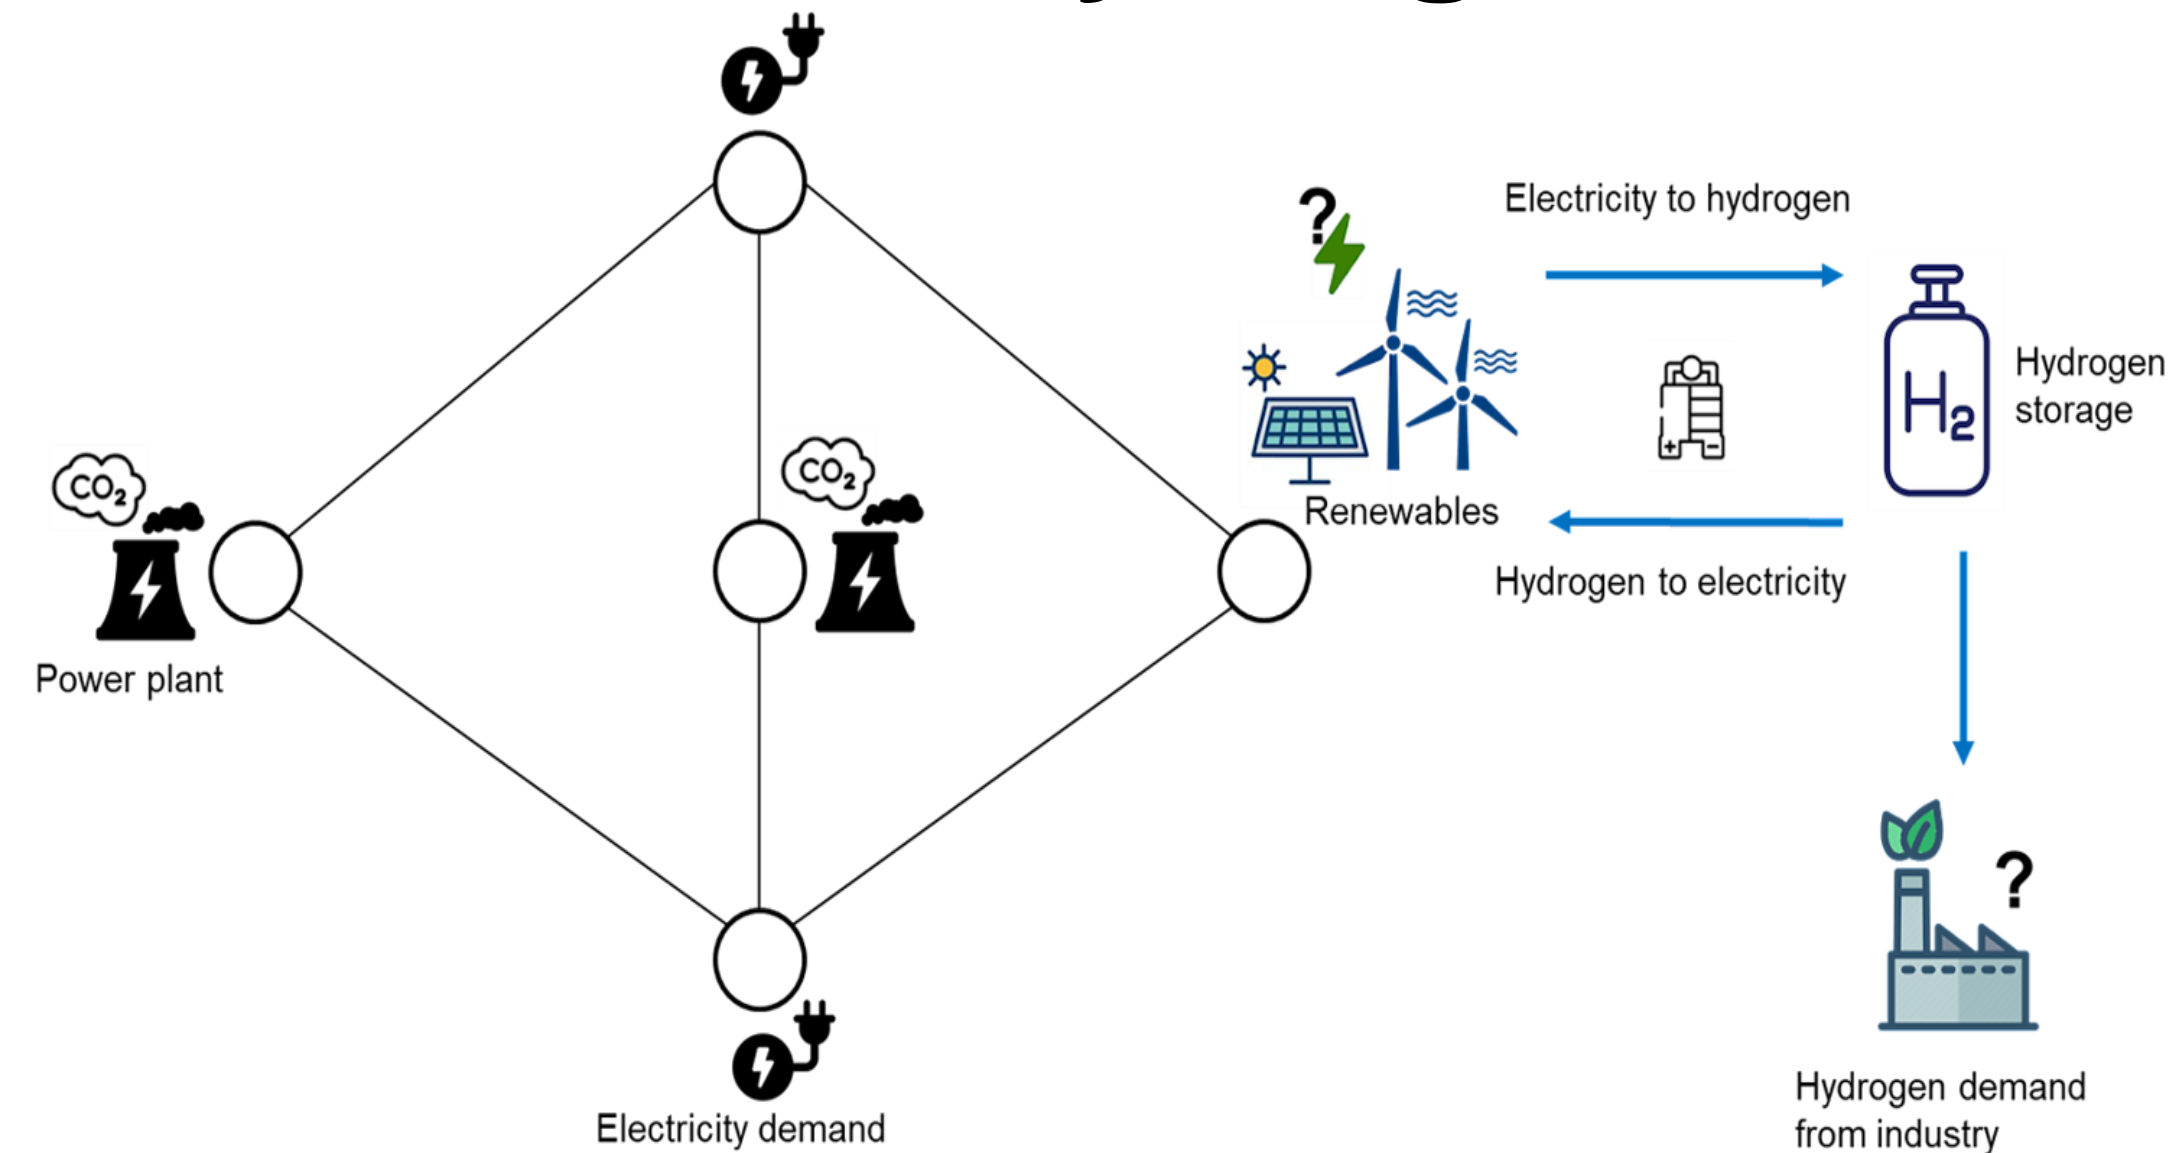 ?
Electricity to hydrogen
H2
Hydrogen
storage
CO2
CO2
Renewables
+ -
Hydrogen to electricity
Power plant
?
Electricity demand
Hydrogen demand
from industry